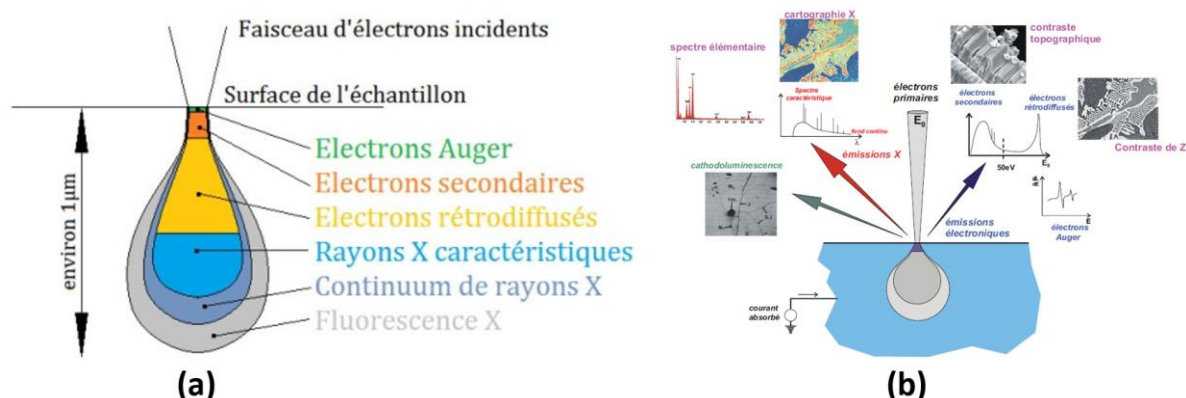 Faisceau d'électrons incidents
Surface de l'échantillon
environ 1µm
Electrons Auger
Electrons secondaires
Electrons rétrodiffusés
Rayons X caractéristiques
Continuum de rayons X
Fluorescence X
(a)
cartographie X
spectre élémentaire
Spectre
caractéristique
fond continu
λ
émissions X
cathodoluminescence
électrons
primaires
E₀
contraste
topographique
électrons
secondaires
électrons
rétrodiffusés
50eV
E₀
Contraste de Z
E
électrons
Auger
émissions
électroniques
courant
absorbé
(b)